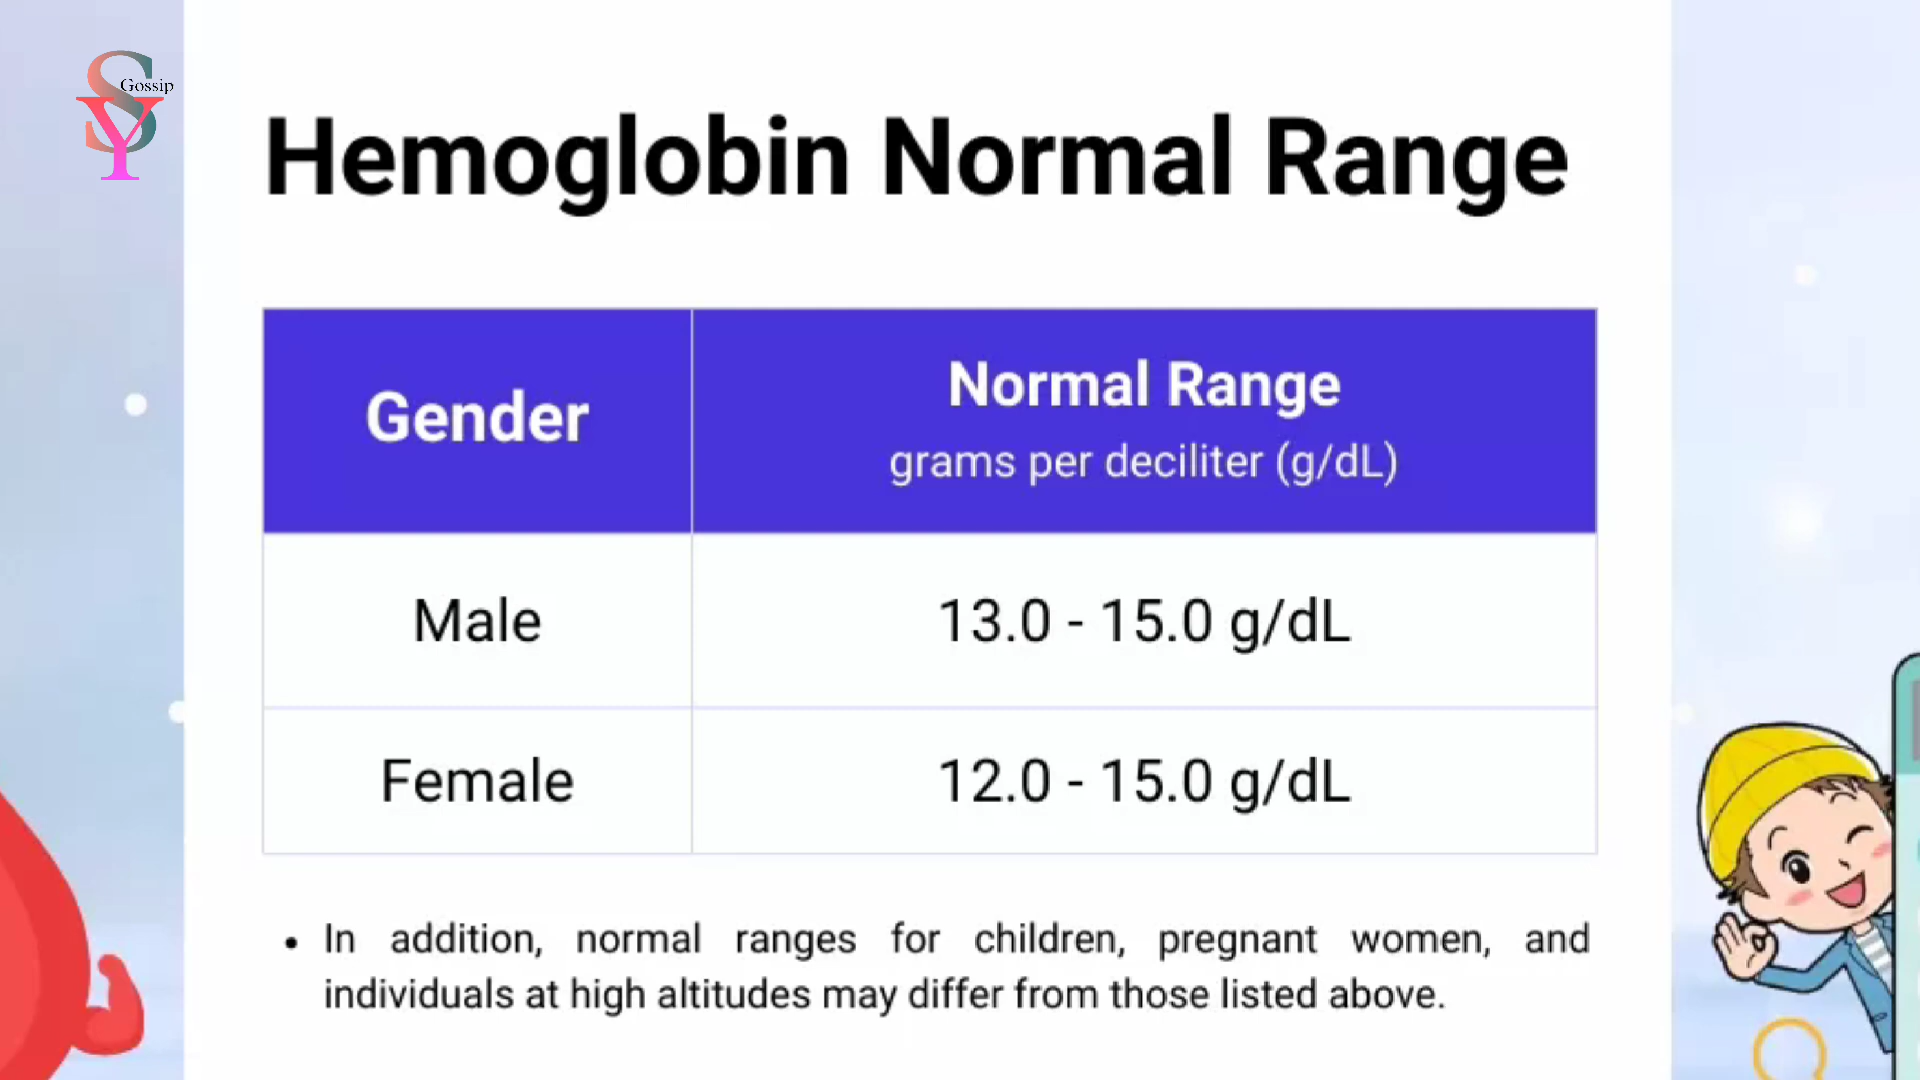 SY
Gossip
Hemoglobin Normal Range
Gender
Normal Range
grams per deciliter (g/dL)
Male
13.0 - 15.0 g/dL
Female
12.0 - 15.0 g/dL
• In addition, normal ranges for children, pregnant women, and
individuals at high altitudes may differ from those listed above.